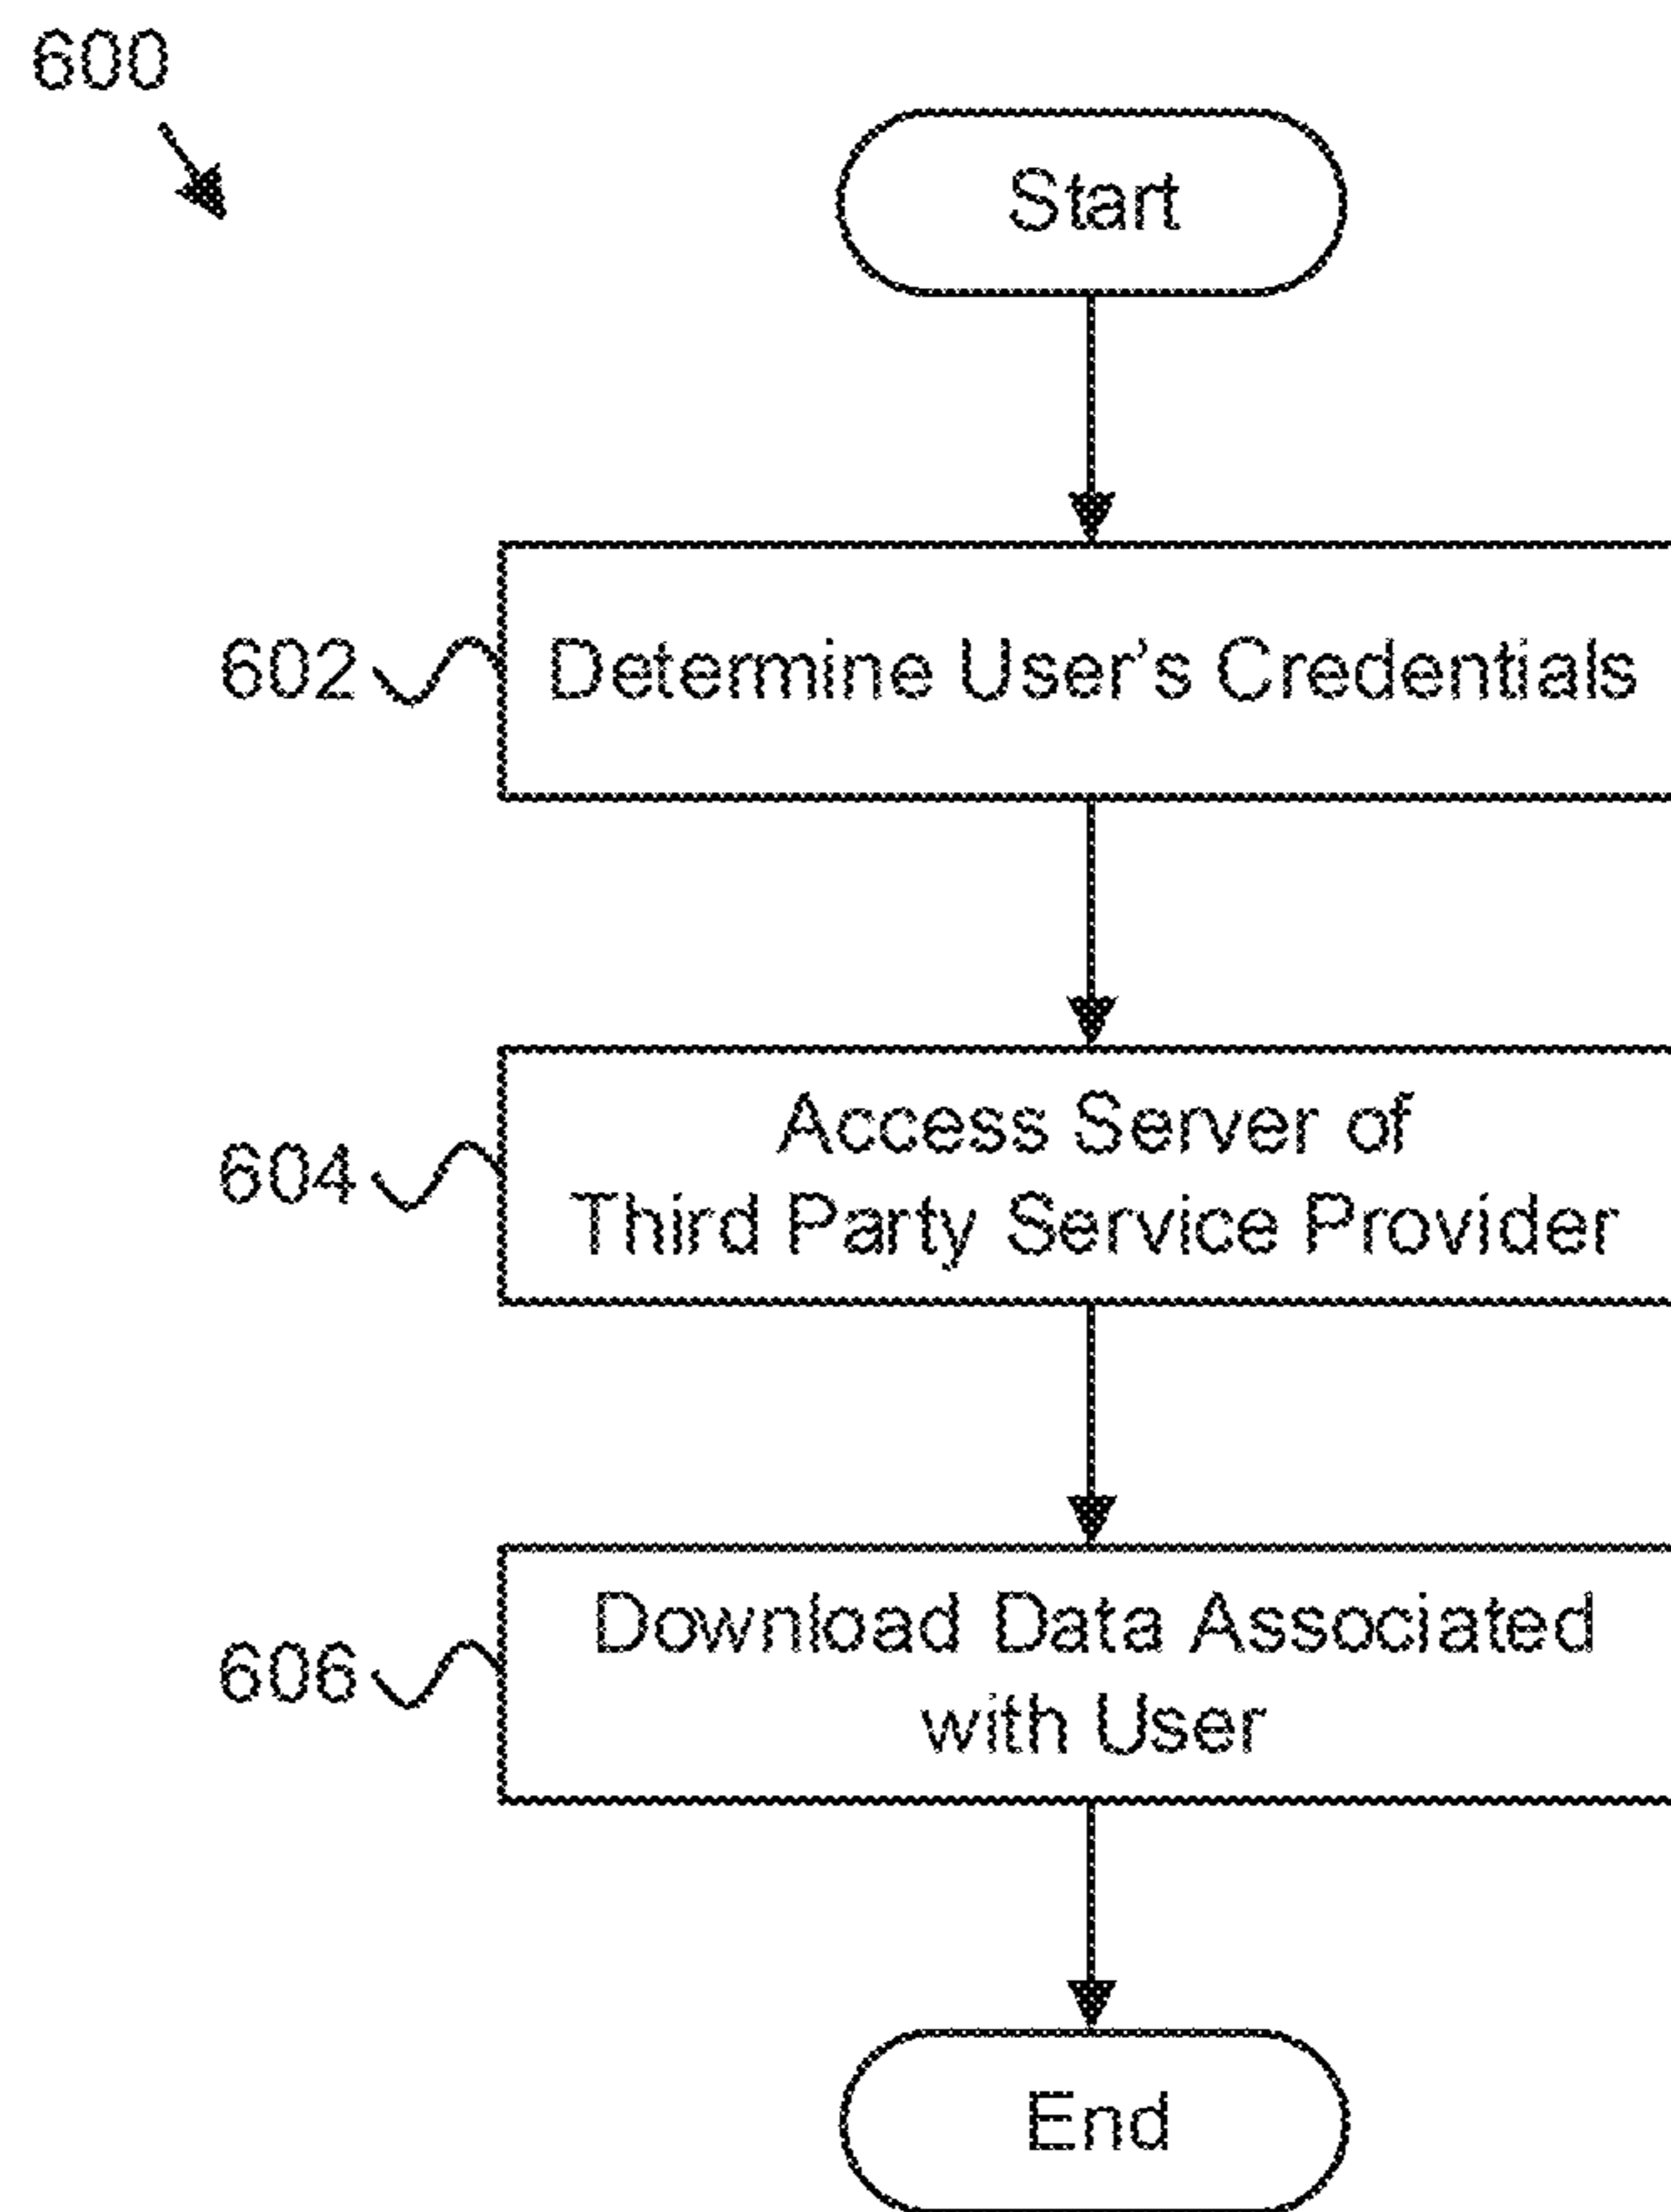 600
Start
602 Determine User's Credentials
604
Access Server of
Third Party Service Provider
606
Download Data Associated
with User
End